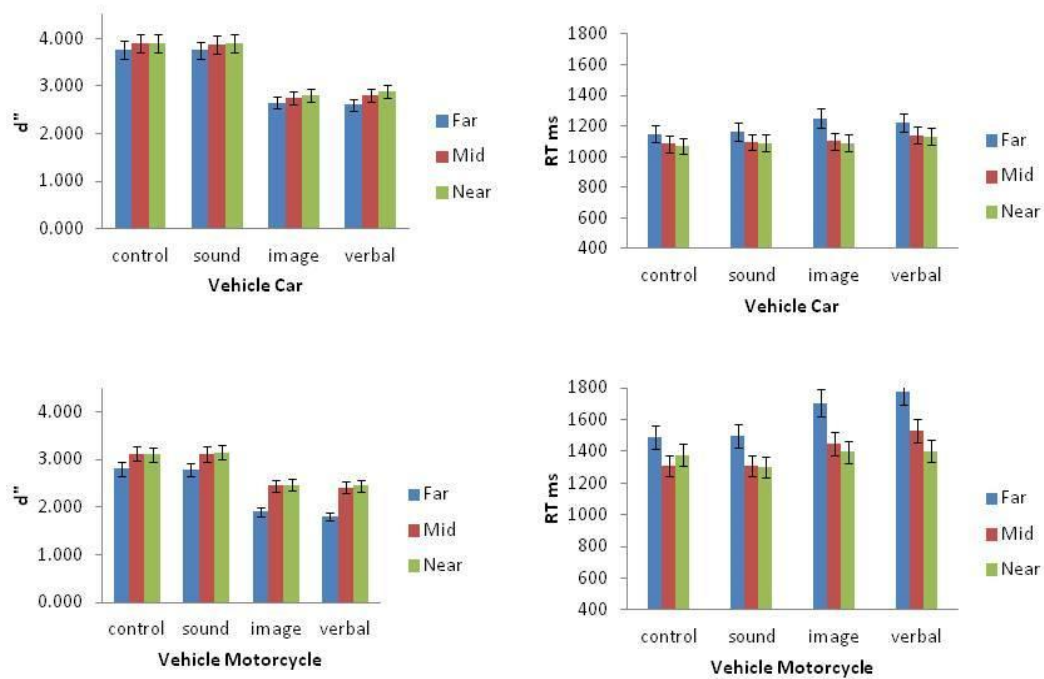 4.000
3.000
2.000
1.000
0.000
d"
control sound image verbal
Vehicle Car
Far
Mid
Near
1800
1600
1400
1200
1000
800
600
400
RT ms
control sound image verbal
Vehicle Car
Far
Mid
Near
4.000
3.000
2.000
1.000
0.000
d"
control sound image verbal
Vehicle Motorcycle
Far
Mid
Near
1800
1600
1400
1200
1000
800
600
400
RT ms
control sound image verbal
Vehicle Motorcycle
Far
Mid
Near